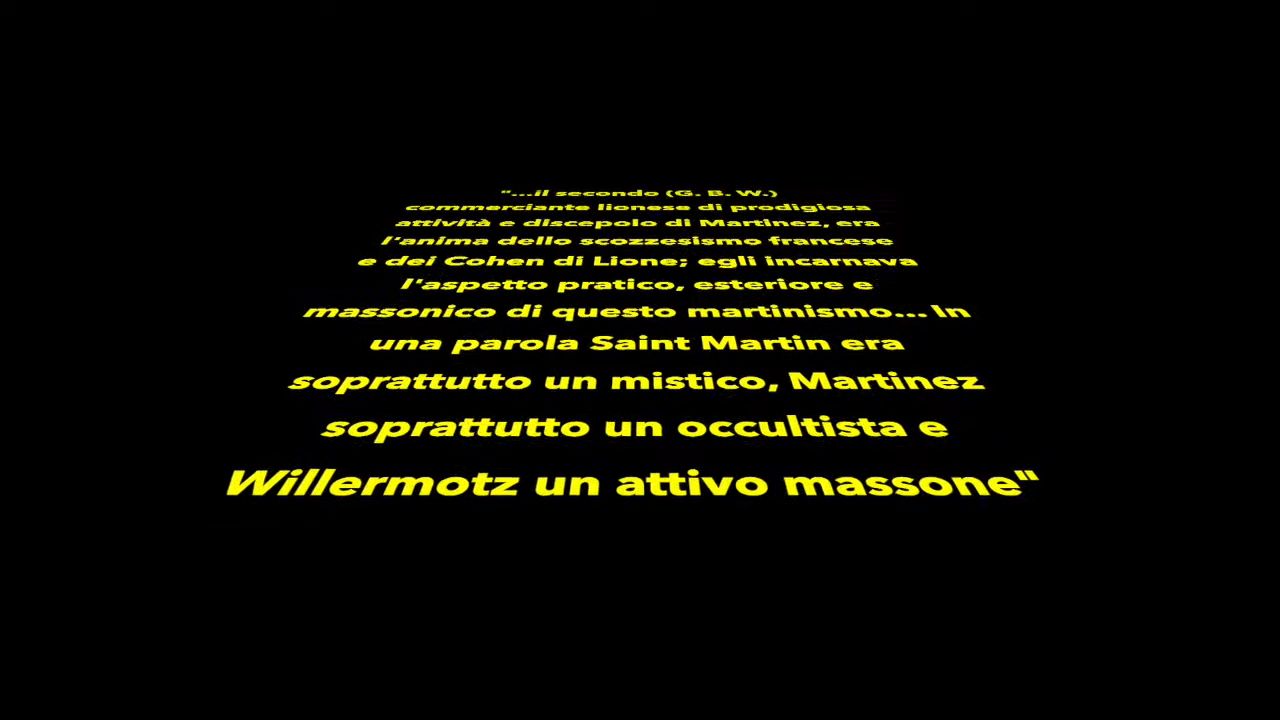 "...il secondo (G. B. W.)
commerciante lionese di prodigiosa
attività e discepolo di Martinez, era
l'anima dello scozzesismo francese
e dei Cohen di Lione; egli incarnava
l'aspetto pratico, esteriore e
massonico di questo martinismo... In
una parola Saint Martin era
soprattutto un mistico, Martinez
soprattutto un occultista e
Willermotz un attivo massone"